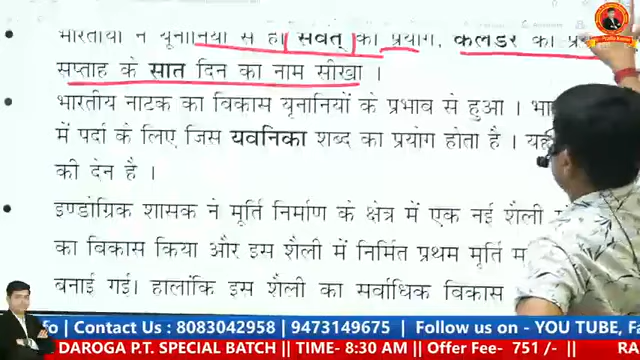 भारतीयों ने यूनानियों से ही संवत् का प्रयोग, कलेंडर का
सप्ताह के सात दिन का नाम सीखा ।
भारतीय नाटक का विकास यूनानियों के प्रभाव से हुआ ।
में पर्दा के लिए जिस यवनिका शब्द का प्रयोग होता है ।
की देन है ।
इण्डोग्रिक शासक ने मूर्ति निर्माण के क्षेत्र में एक नई शैली
का विकास किया और इस शैली में निर्मित प्रथम मूर्ति
बनाई गई। हालांकि इस शैली का सर्वाधिक विकास
| Contact Us : 8083042958 | 9473149675 | Follow us on - YOU TUBE,
DAROGA P.T. SPECIAL BATCH || TIME- 8:30 AM || Offer Fee- 751 /- ||